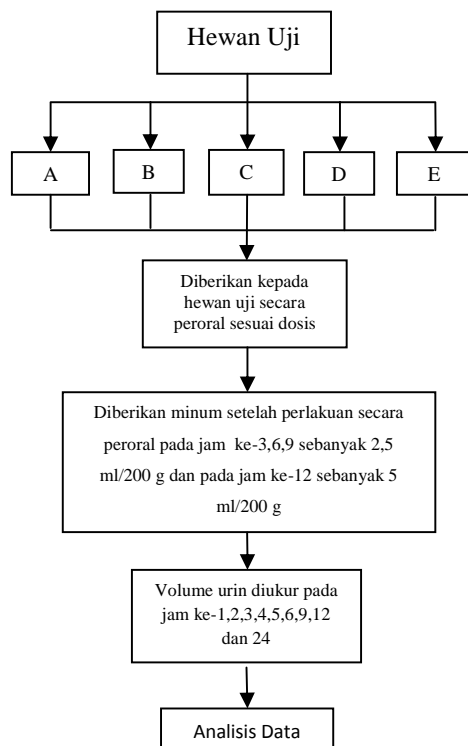 Hewan Uji
A
B
C
D
E
Diberikan kepada
hewan uji secara
peroral sesuai dosis
Diberikan minum setelah perlakuan secara
peroral pada jam ke-3,6,9 sebanyak 2,5
ml/200 g dan pada jam ke-12 sebanyak 5
ml/200 g
Volume urin diukur pada
jam ke-1,2,3,4,5,6,9,12
dan 24
Analisis Data